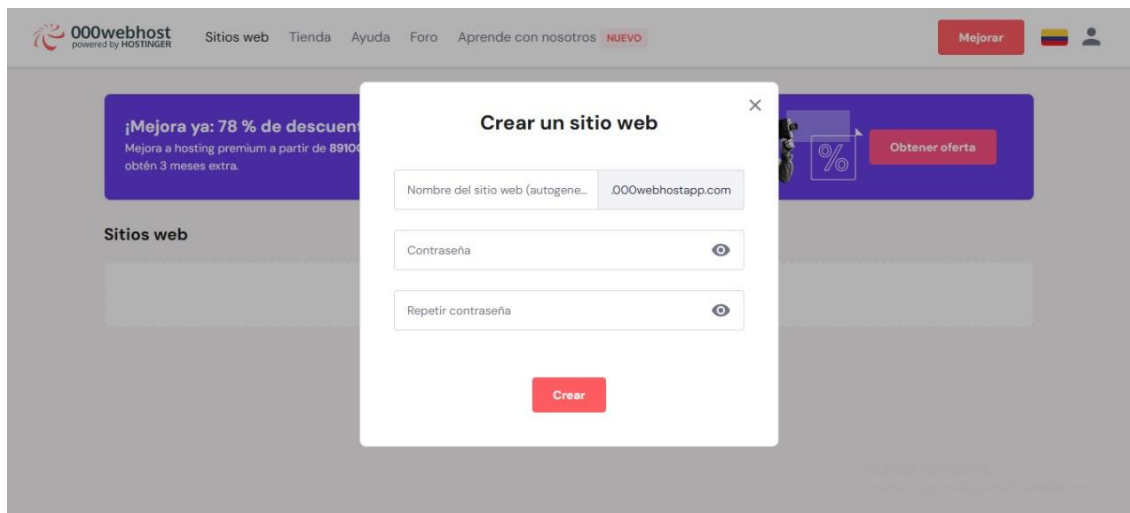 000webhost
powered by HOSTINGER
Sitios web Tienda Ayuda Foro Aprende con nosotros NUEVO
Mejorar
¡Mejora ya: 78 % de descuent
Mejora a hosting premium a partir de 8910
obtén 3 meses extra.
%
Obtener oferta
Sitios web
Crear un sitio web
Nombre del sitio web (autogene... .000webhostapp.com
Contraseña
Repetir contraseña
Crear